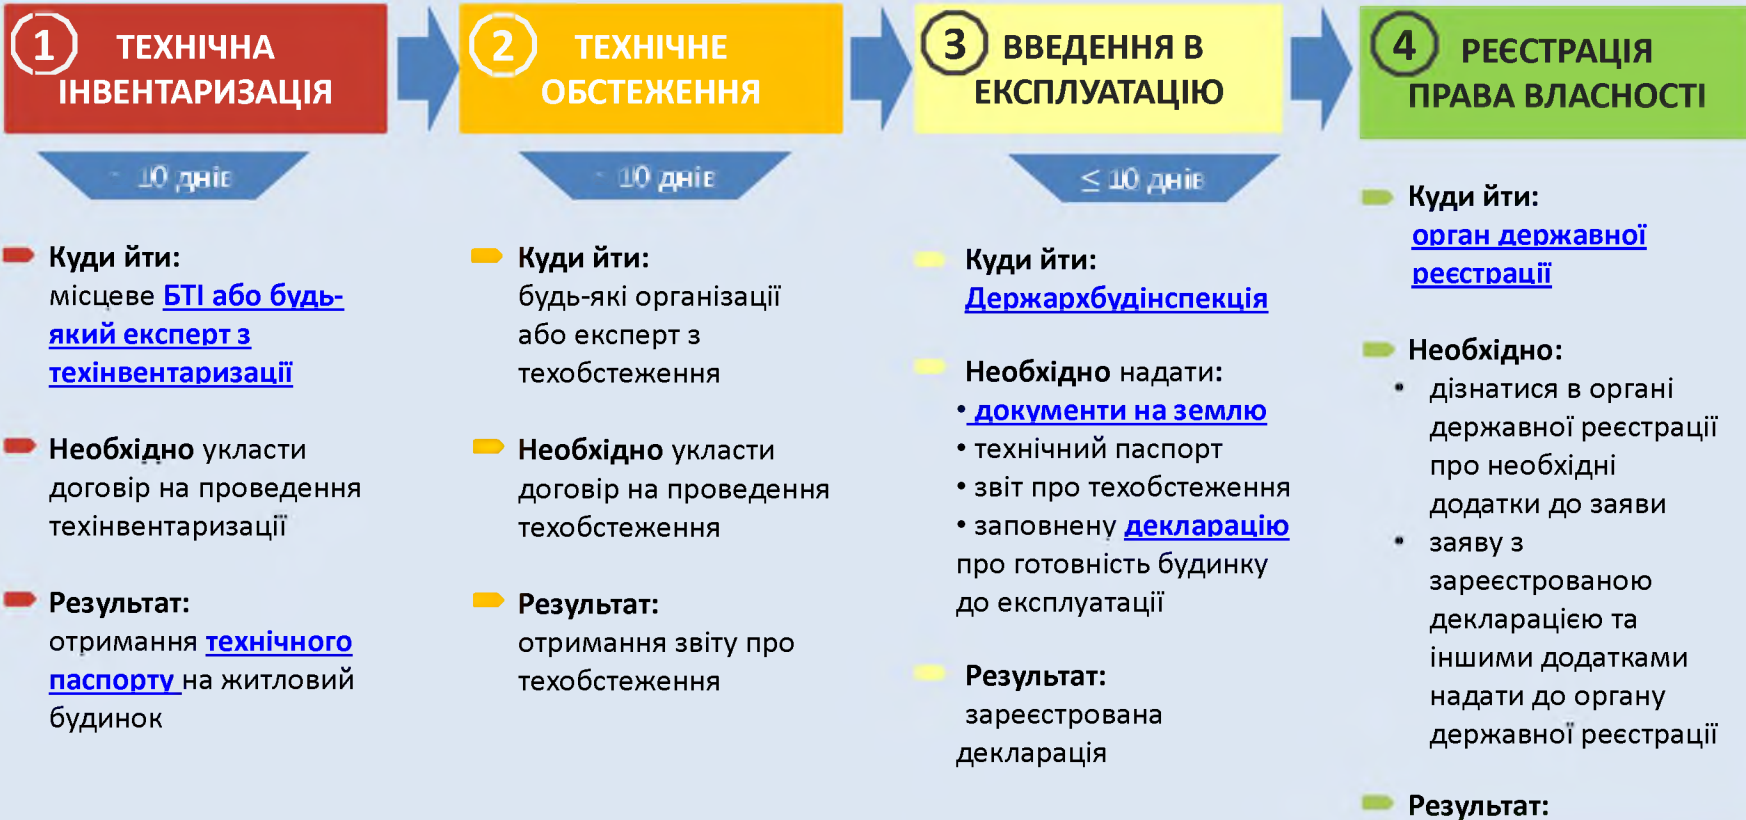 1 ТЕХНІЧНА
ІНВЕНТАРИЗАЦІЯ
~ 10 днів
Куди йти:
місцеве БТІ або будь-
який експерт з
техінвентаризації
Необхідно укласти
договір на проведення
техінвентаризації
Результат:
отримання технічного
паспорту на житловий
будинок
2 ТЕХНІЧНЕ
ОБСТЕЖЕННЯ
~ 10 днів
Куди йти:
будь-які організації
або експерт з
техобстеження
Необхідно укласти
договір на проведення
техобстеження
Результат:
отримання звіту про
техобстеження
3 ВВЕДЕННЯ В
ЕКСПЛУАТАЦІЮ
≤ 10 днів
Куди йти:
Держархбудінспекція
Необхідно надати:
• документи на землю
• технічний паспорт
• звіт про техобстеження
• заповнену декларацію
про готовність будинку
до експлуатації
Результат:
зареєстрована
декларація
4 РЕЄСТРАЦІЯ
ПРАВА ВЛАСНОСТІ
Куди йти:
орган державної
реєстрації
Необхідно:
• дізнатися в органі
державної реєстрації
про необхідні
додатки до заяви
• заяву з
зареєстрованою
декларацією та
іншими додатками
надати до органу
державної реєстрації
Результат: